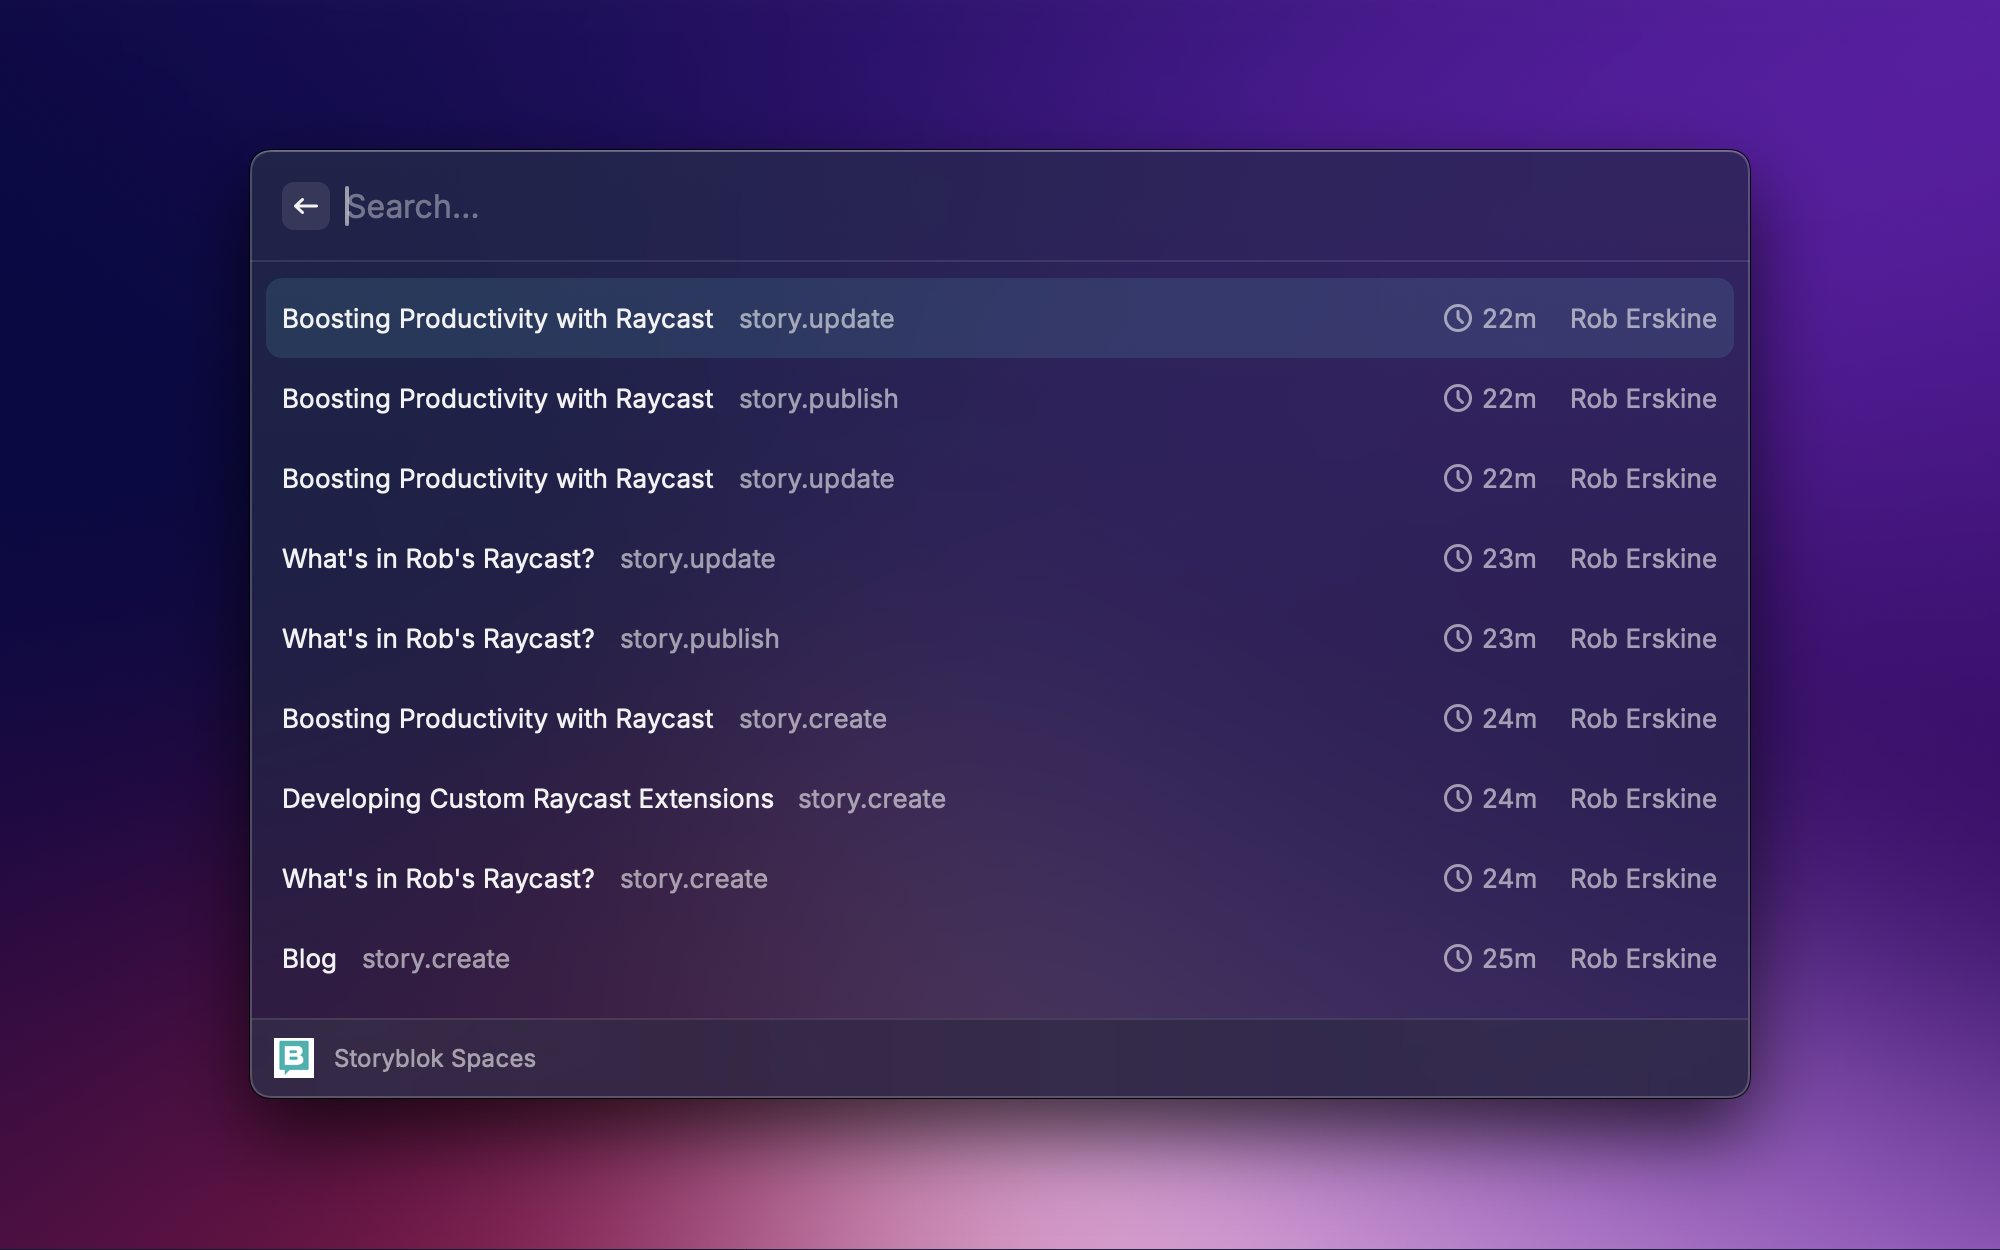 Search...
Boosting Productivity with Raycast story.update 22m Rob Erskine
Boosting Productivity with Raycast story.publish 22m Rob Erskine
Boosting Productivity with Raycast story.update 22m Rob Erskine
What's in Rob's Raycast? story.update 23m Rob Erskine
What's in Rob's Raycast? story.publish 23m Rob Erskine
Boosting Productivity with Raycast story.create 24m Rob Erskine
Developing Custom Raycast Extensions story.create 24m Rob Erskine
What's in Rob's Raycast? story.create 24m Rob Erskine
Blog story.create 25m Rob Erskine
B Storyblok Spaces